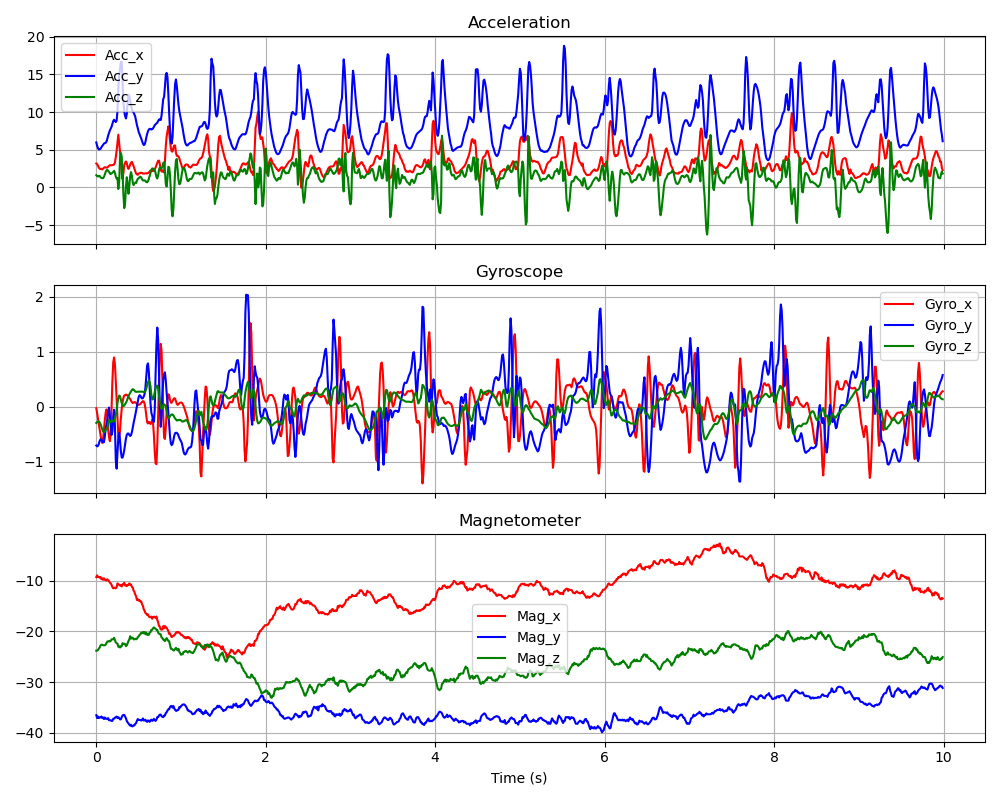 Acceleration
20
15
10
5
0
−5
Acc_x
Acc_y
Acc_z
Gyroscope
2
1
0
−1
Gyro_x
Gyro_y
Gyro_z
Magnetometer
−10
−20
−30
−40
Mag_x
Mag_y
Mag_z
0 2 4 6 8 10
Time (s)